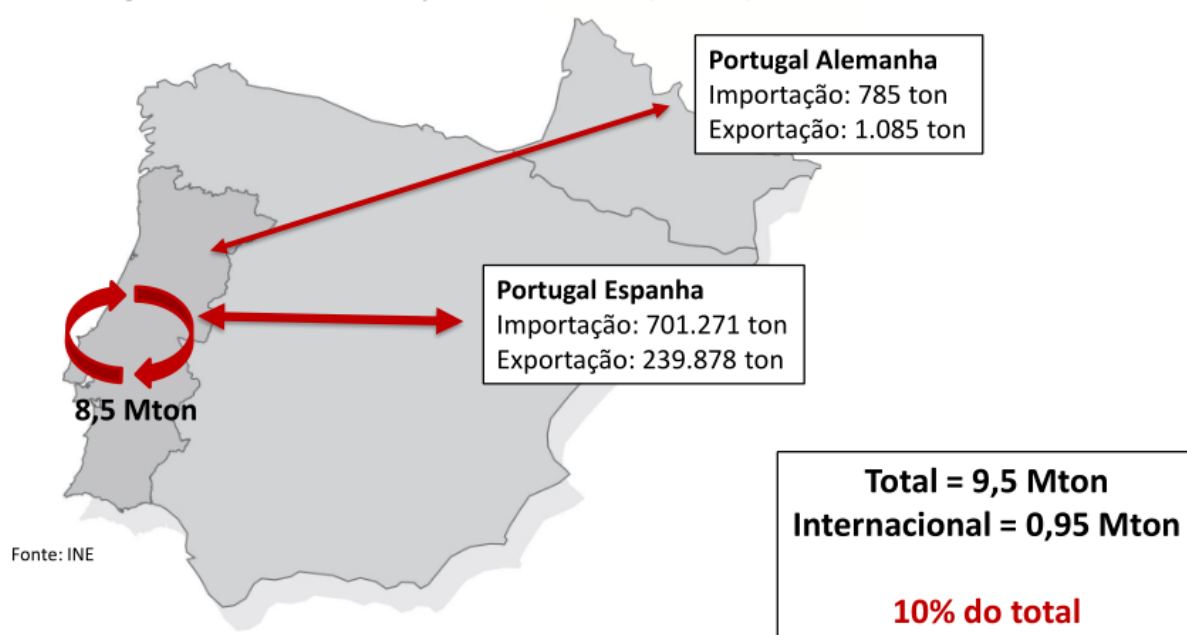 Portugal Alemanha
Importação: 785 ton
Exportação: 1.085 ton
Portugal Espanha
Importação: 701.271 ton
Exportação: 239.878 ton
8,5 Mton
Total = 9,5 Mton
Internacional = 0,95 Mton
Fonte: INE
10% do total